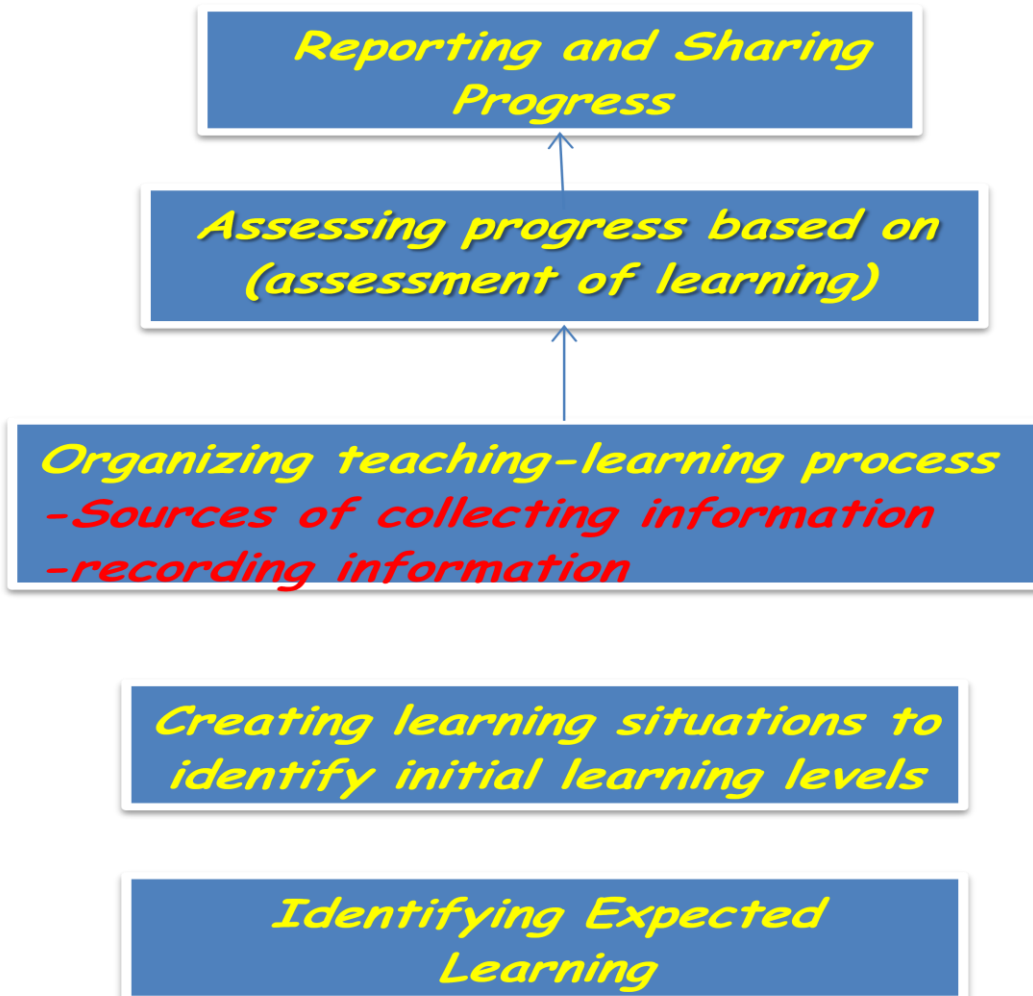 Reporting and Sharing
Progress
Assessing progress based on
(assessment of learning)
Organizing teaching-learning process
-Sources of collecting information
-recording information
Creating learning situations to
identify initial learning levels
Identifying Expected
Learning